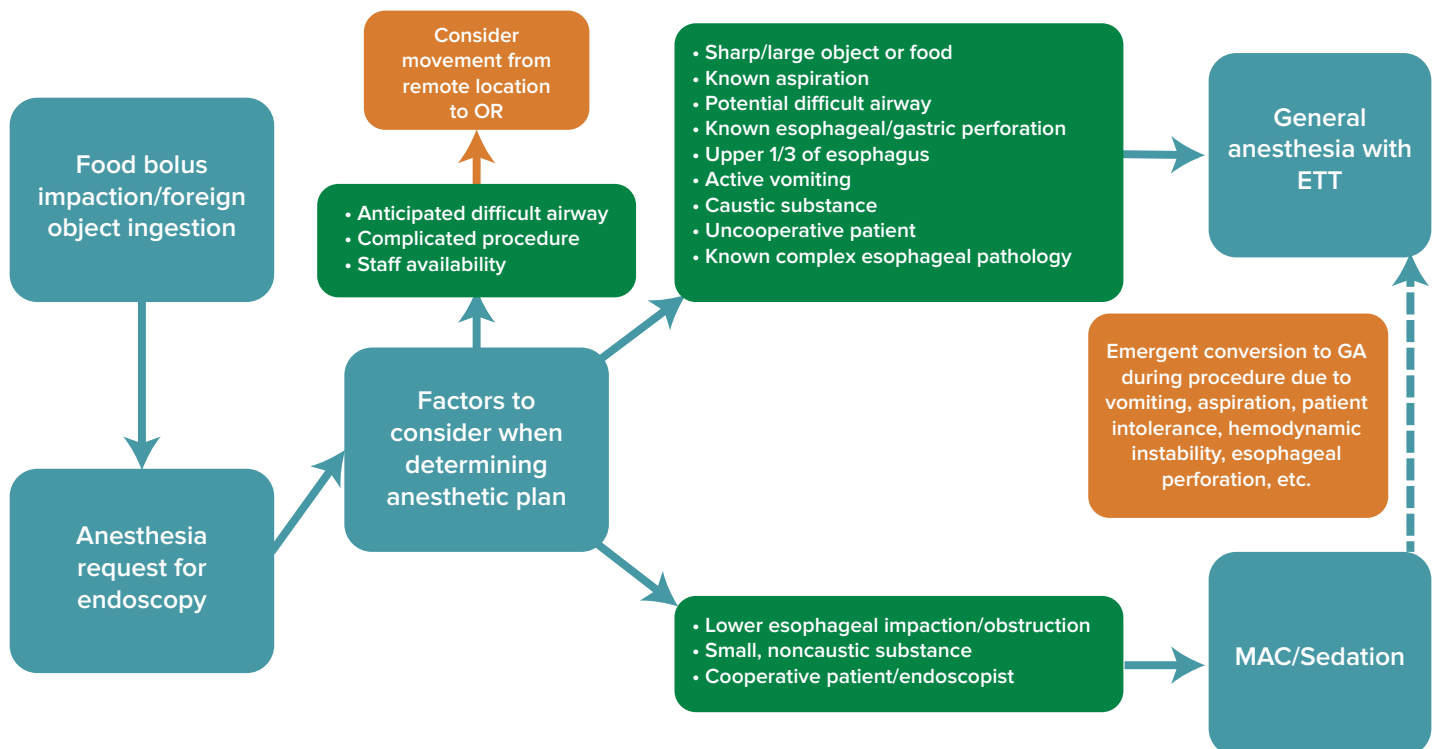 Food bolus
impaction/foreign
object ingestion
Anesthesia
request for
endoscopy
Factors to
consider when
determining
anesthetic plan
• Anticipated difficult airway
• Complicated procedure
• Staff availability
Consider
movement from
remote location
to OR
• Sharp/large object or food
• Known aspiration
• Potential difficult airway
• Known esophageal/gastric perforation
• Upper 1/3 of esophagus
• Active vomiting
• Caustic substance
• Uncooperative patient
• Known complex esophageal pathology
General
anesthesia with
ETT
Emergent conversion to GA
during procedure due to
vomiting, aspiration, patient
intolerance, hemodynamic
instability, esophageal
perforation, etc.
• Lower esophageal impaction/obstruction
• Small, noncaustic substance
• Cooperative patient/endoscopist
MAC/Sedation